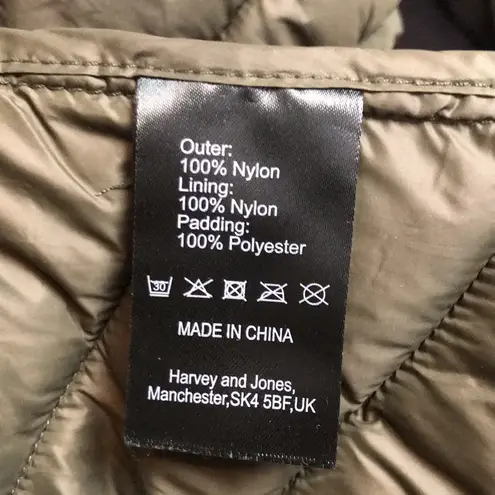 Outer:
100% Nylon
Lining:
100% Nylon
Padding:
100% Polyester
30
MADE IN CHINA
Harvey and Jones,
Manchester,SK4 5BF,UK